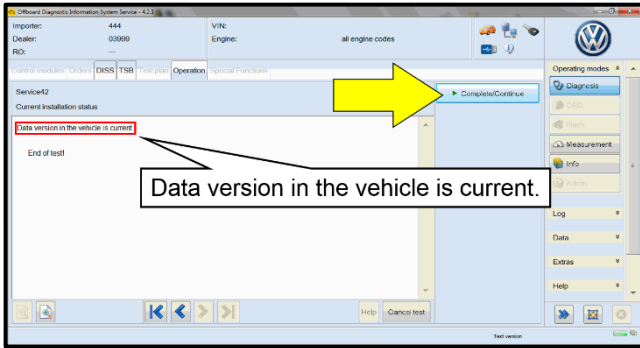 Offboard Diagnostic Information System Service - 4.2.3
Importer: 444 VIN:
Dealer: 03999 Engine: all engine codes
RO: ---
Control modules Orders DISS TSB Test plan Operation Special Functions
Operating modes
Service42
Complete/Continue
Diagnosis
Current installation status
OBD
Data version in the vehicle is current.
Flash
End of test!
Measurement
Info
Data version in the vehicle is current.
Admin
Log
Data
Extras
Help
Help Cancel test
Test version